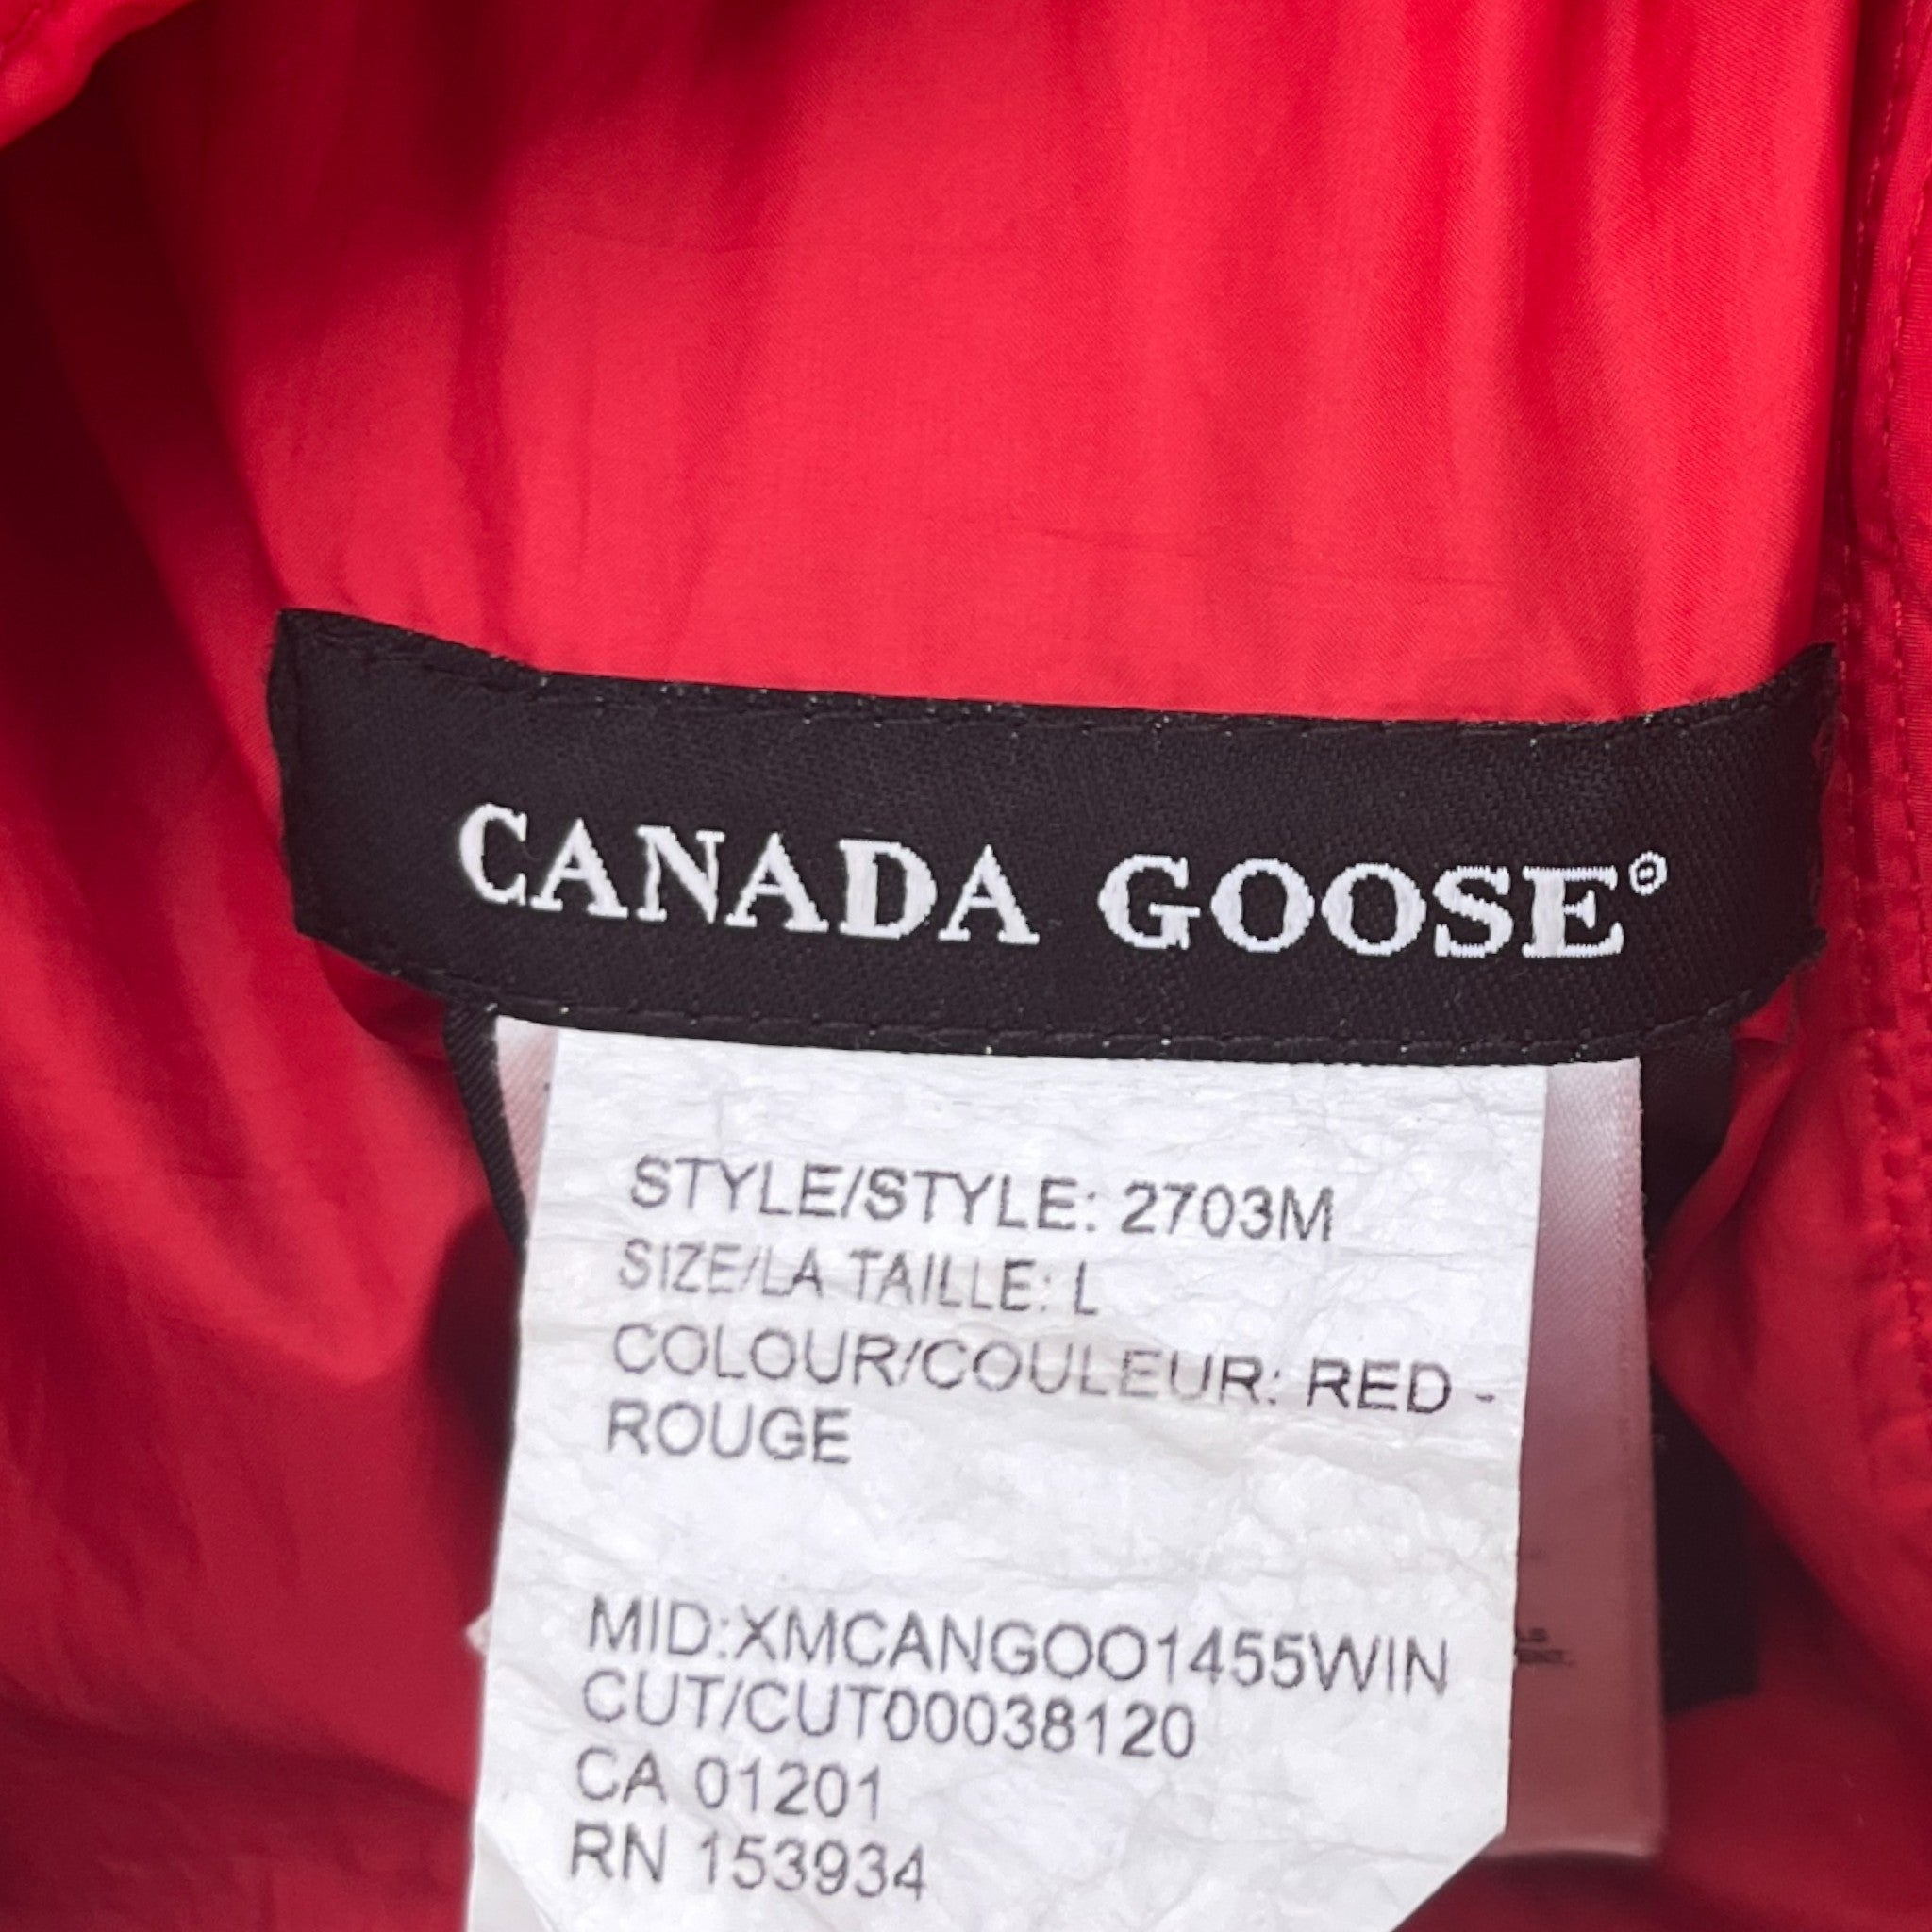 CANADA GOOSE®
STYLE/STYLE: 2703M
SIZE/LA TAILLE: L
COLOUR/COULEUR: RED -
ROUGE
MID:XMCANGOO1455WIN
CUT/CUT00038120
CA 01201
RN 153934